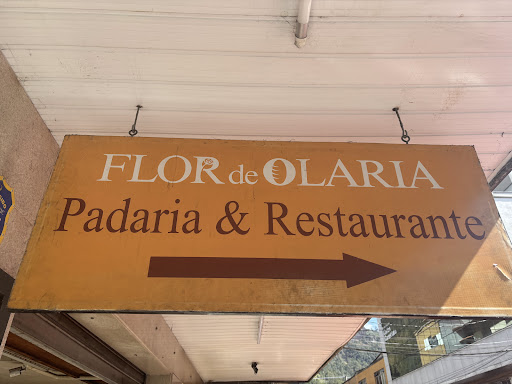 FLOR de OLARIA
Padaria & Restaurante